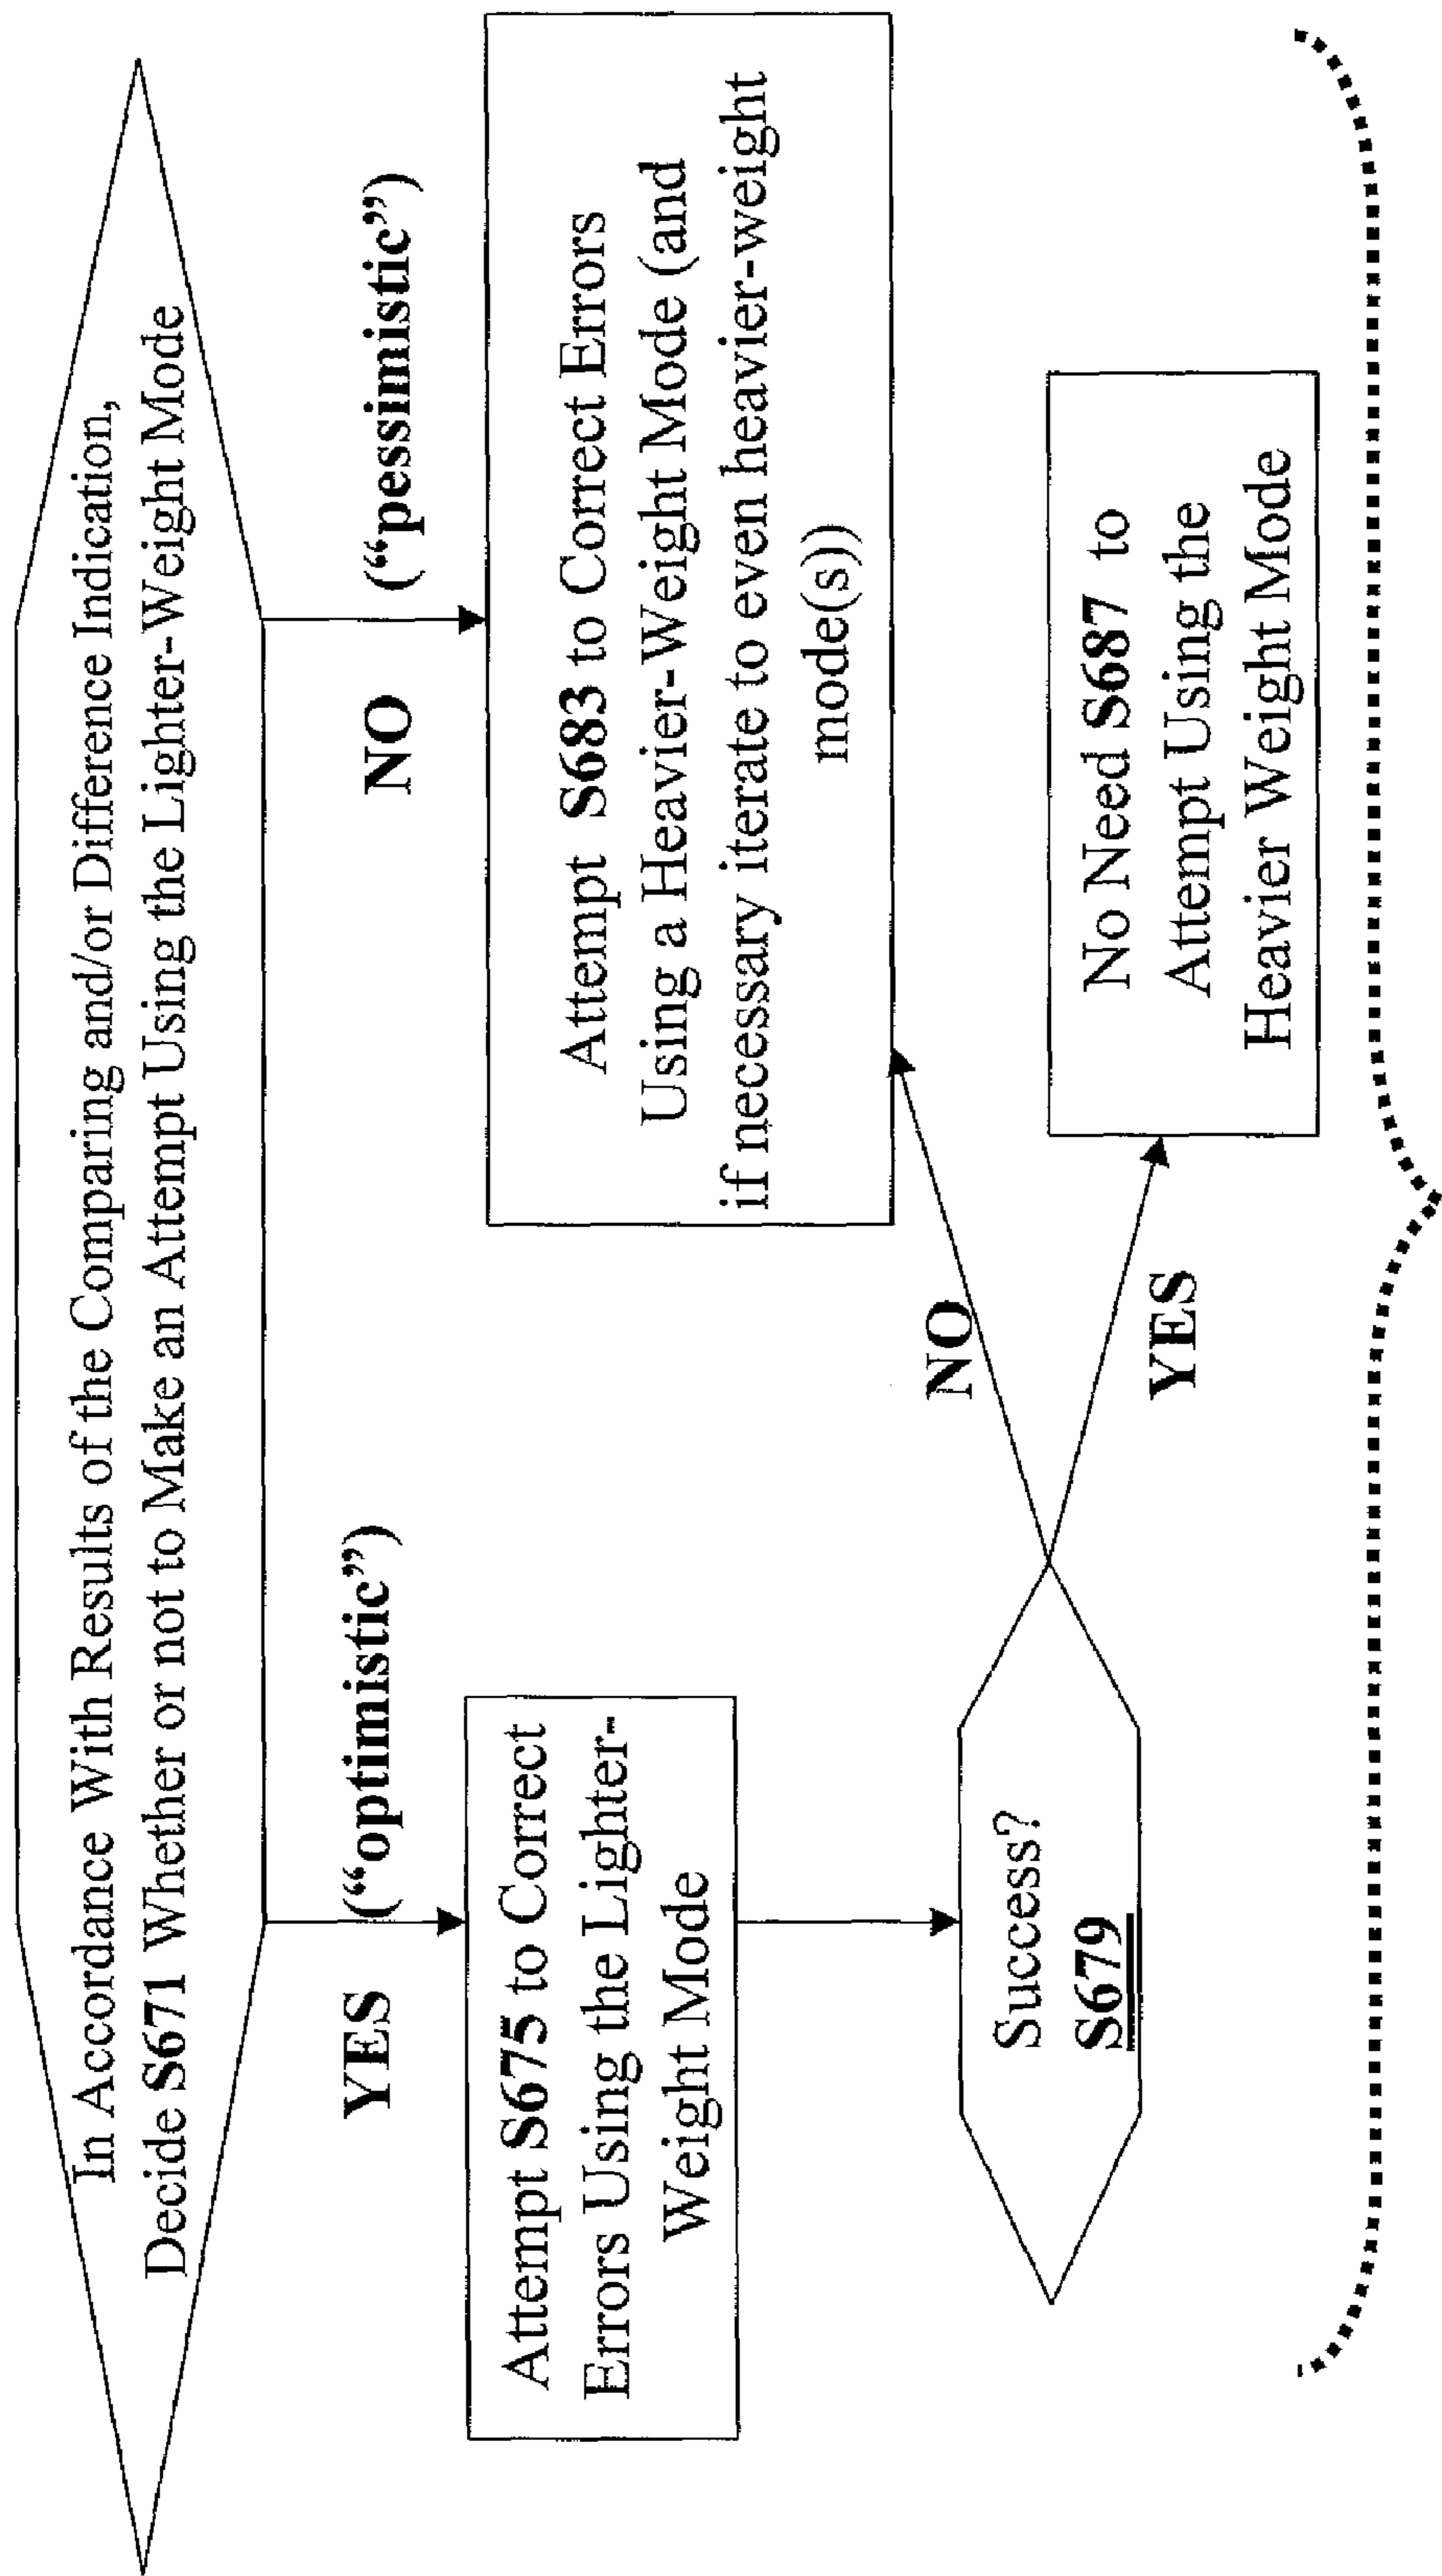 In Accordance With Results of the Comparing and/or Difference Indication,
Decide S671 Whether or not to Make an Attempt Using the Lighter-Weight Mode
YES ("optimistic")
NO ("pessimistic")
Attempt S675 to Correct
Errors Using the Lighter-
Weight Mode
Attempt S683 to Correct Errors
Using a Heavier-Weight Mode (and
if necessary iterate to even heavier-weight
mode(s))
Success?
S679
NO
YES
No Need S687 to
Attempt Using the
Heavier Weight Mode